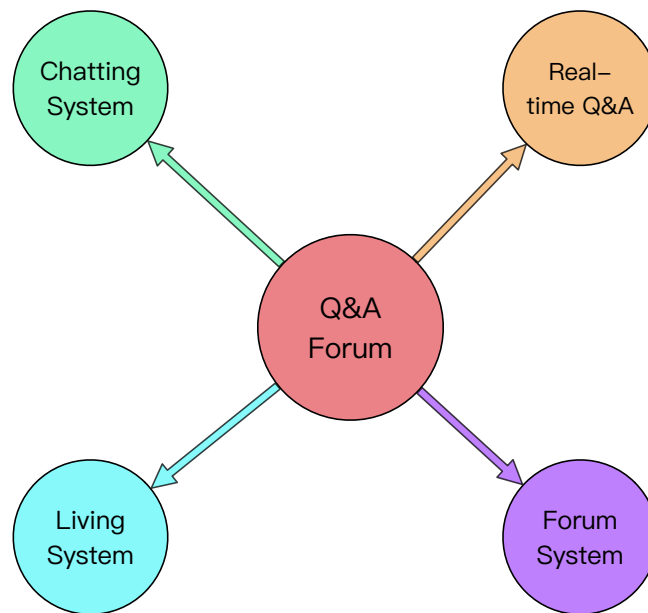 Chatting
System
Real-
time Q&A
Q&A
Forum
Living
System
Forum
System